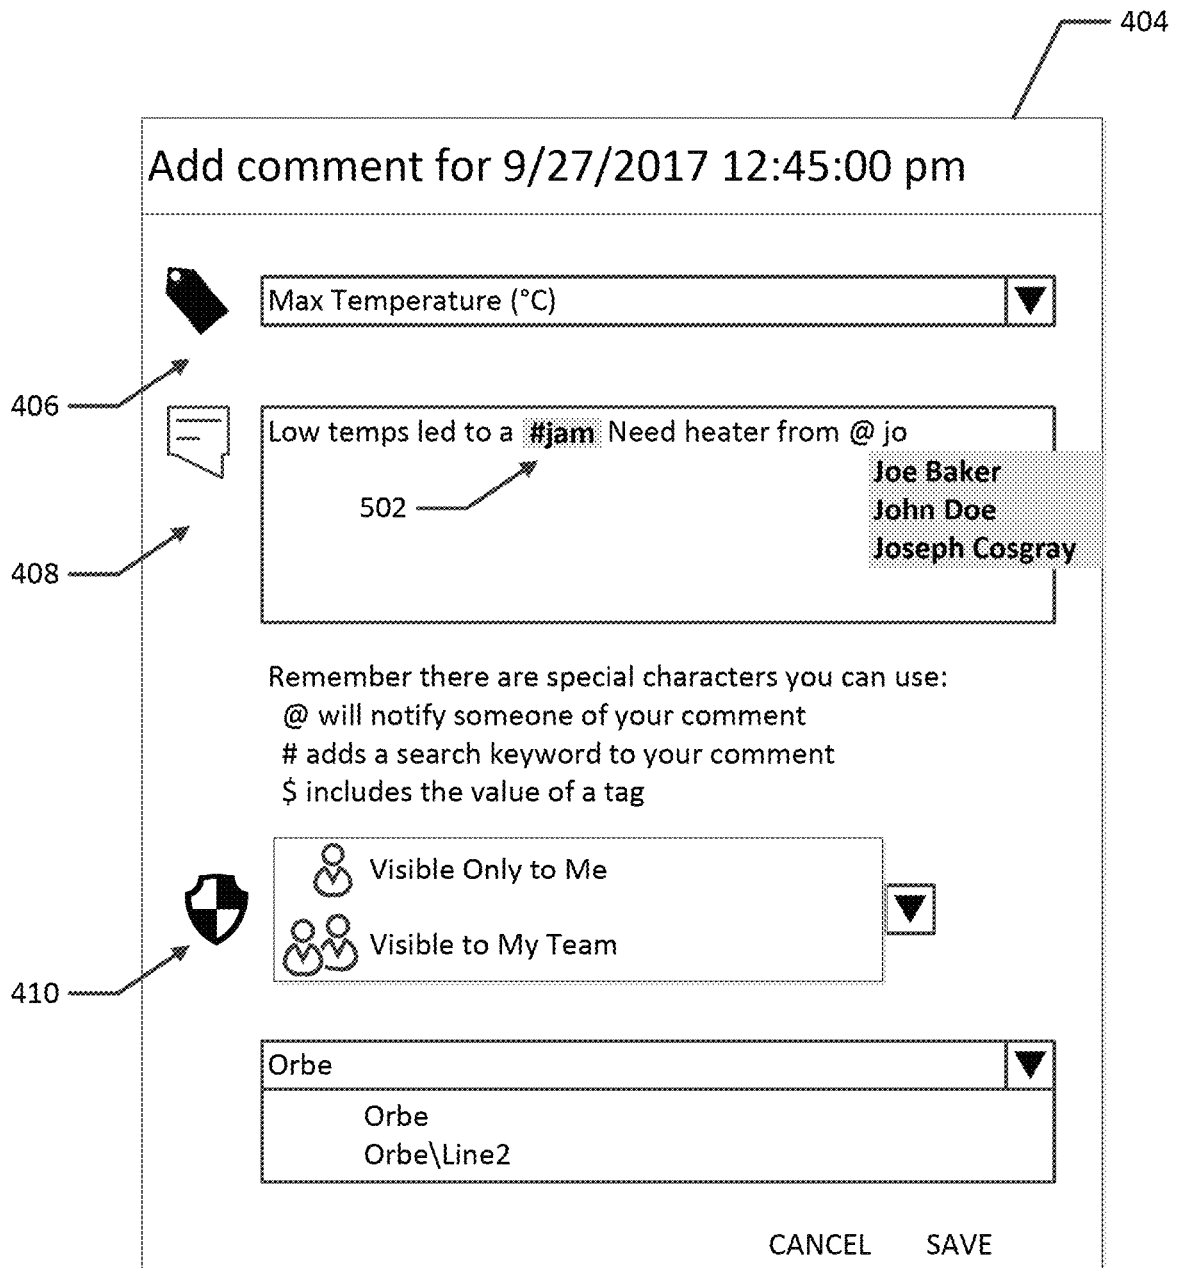 404
Add comment for 9/27/2017 12:45:00 pm
Max Temperature (°C)
406
Low temps led to a #jam Need heater from @ jo
Joe Baker
502
John Doe
Joseph Cosgray
408
Remember there are special characters you can use:
@ will notify someone of your comment
# adds a search keyword to your comment
$ includes the value of a tag
Visible Only to Me
Visible to My Team
410
Orbe
Orbe
Orbe\Line2
CANCEL SAVE